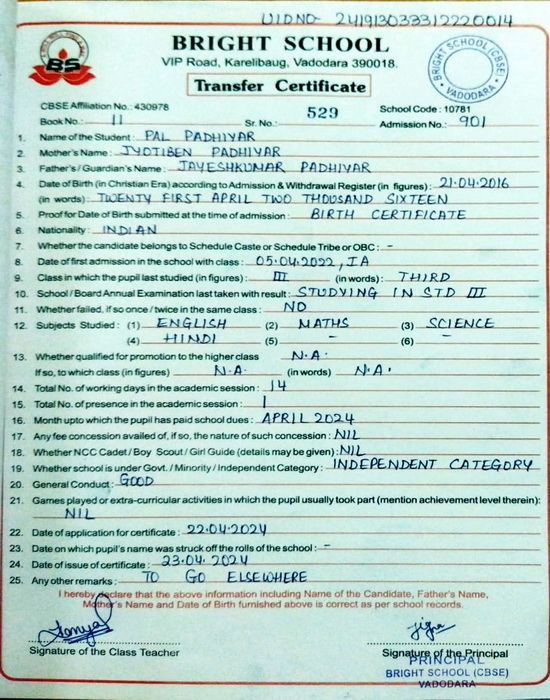 UIDNO- 241913033312220014
BS
BRIGHT SCHOOL
VIP Road, Karelibaug, Vadodara 390018.
BRIGHT SCHOOL (CBSE) VADODARA
Transfer Certificate
CBSE Affiliation No.: 430978 School Code : 10781
Book No.: 11 Sr. No.: 529 Admission No.: 901
1. Name of the Student : PAL PADHIYAR
2. Mother's Name : JYOTIBEN PADHIYAR
3. Father's / Guardian's Name : JAYESHKUMAR PADHIYAR
4. Date of Birth (in Christian Era) according to Admission & Withdrawal Register (in figures) : 21.04.2016
(in words) : TWENTY FIRST APRIL TWO THOUSAND SIXTEEN
5. Proof for Date of Birth submitted at the time of admission : BIRTH CERTIFICATE
6. Nationality : INDIAN
7. Whether the candidate belongs to Schedule Caste or Schedule Tribe or OBC : -
8. Date of first admission in the school with class : 05.04.2022, IA
9. Class in which the pupil last studied (in figures) : III (in words) : THIRD
10. School / Board Annual Examination last taken with result : STUDYING IN STD III
11. Whether failed, if so once / twice in the same class : NO
12. Subjects Studied : (1) ENGLISH (2) MATHS (3) SCIENCE
(4) HINDI (5) - (6) -
13. Whether qualified for promotion to the higher class N.A.
If so, to which class (in figures) N.A. (in words) N.A.
14. Total No. of working days in the academic session : 14
15. Total No. of presence in the academic session : 1
16. Month upto which the pupil has paid school dues : APRIL 2024
17. Any fee concession availed of, if so, the nature of such concession : NIL
18. Whether NCC Cadet / Boy Scout / Girl Guide (details may be given) : NIL
19. Whether school is under Govt. / Minority / Independent Category : INDEPENDENT CATEGORY
20. General Conduct : GOOD
21. Games played or extra-curricular activities in which the pupil usually took part (mention achievement level therein) :
NIL
22. Date of application for certificate : 22.04.2024
23. Date on which pupil's name was struck off the rolls of the school : -
24. Date of issue of certificate : 23.04.2024
25. Any other remarks : TO GO ELSEWHERE
I hereby declare that the above information including Name of the Candidate, Father's Name,
Mother's Name and Date of Birth furnished above is correct as per school records.
Signature of the Class Teacher Signature of the Principal
PRINCIPAL
BRIGHT SCHOOL (CBSE)
VADODARA